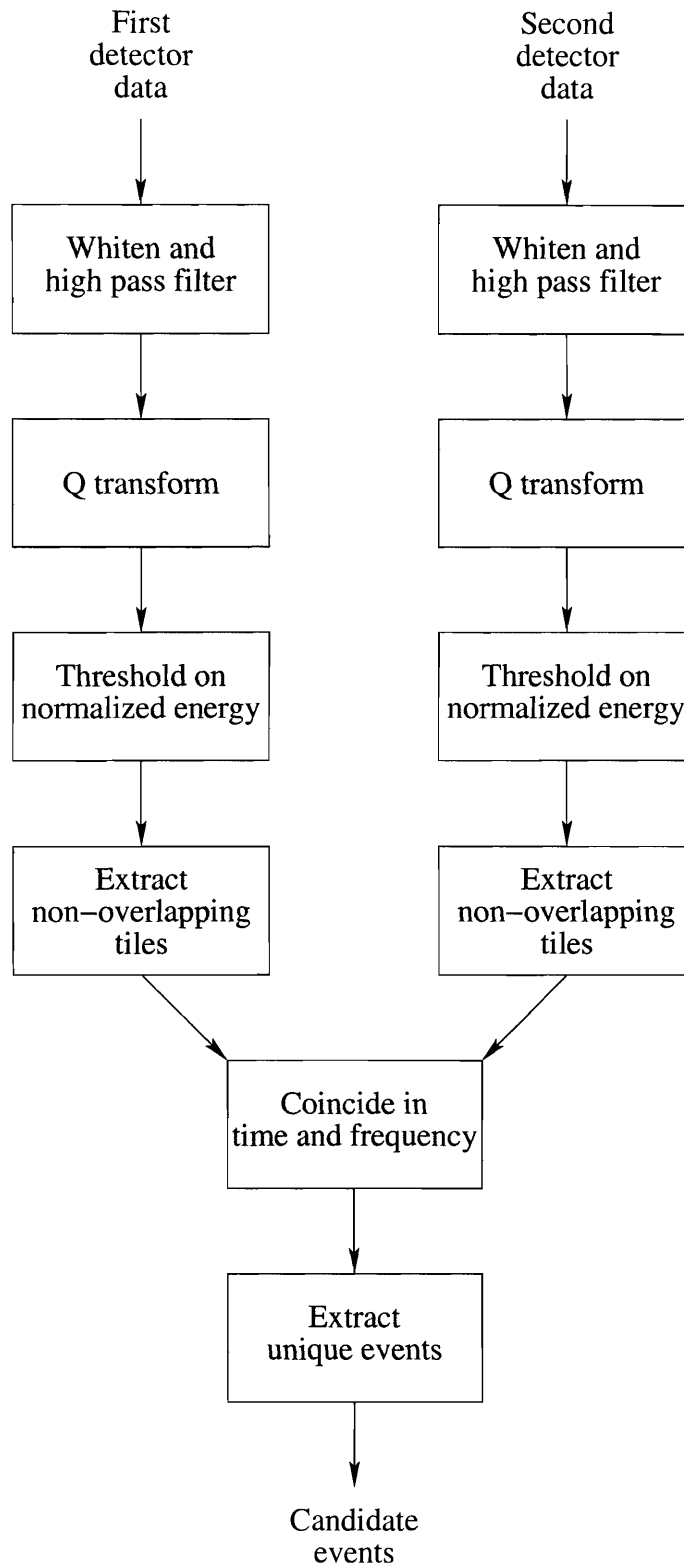 First
detector
data
Second
detector
data
Whiten and
high pass filter
Whiten and
high pass filter
Q transform
Q transform
Threshold on
normalized energy
Threshold on
normalized energy
Extract
non−overlapping
tiles
Extract
non−overlapping
tiles
Coincide in
time and frequency
Extract
unique events
Candidate
events